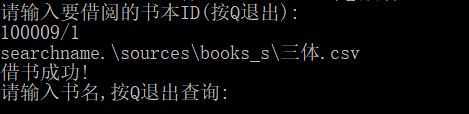 请输入要借阅的书本ID(按Q退出):
100009/1
searchname.\sources\books_s\三体.csv
借书成功!
请输入书名,按Q退出查询: